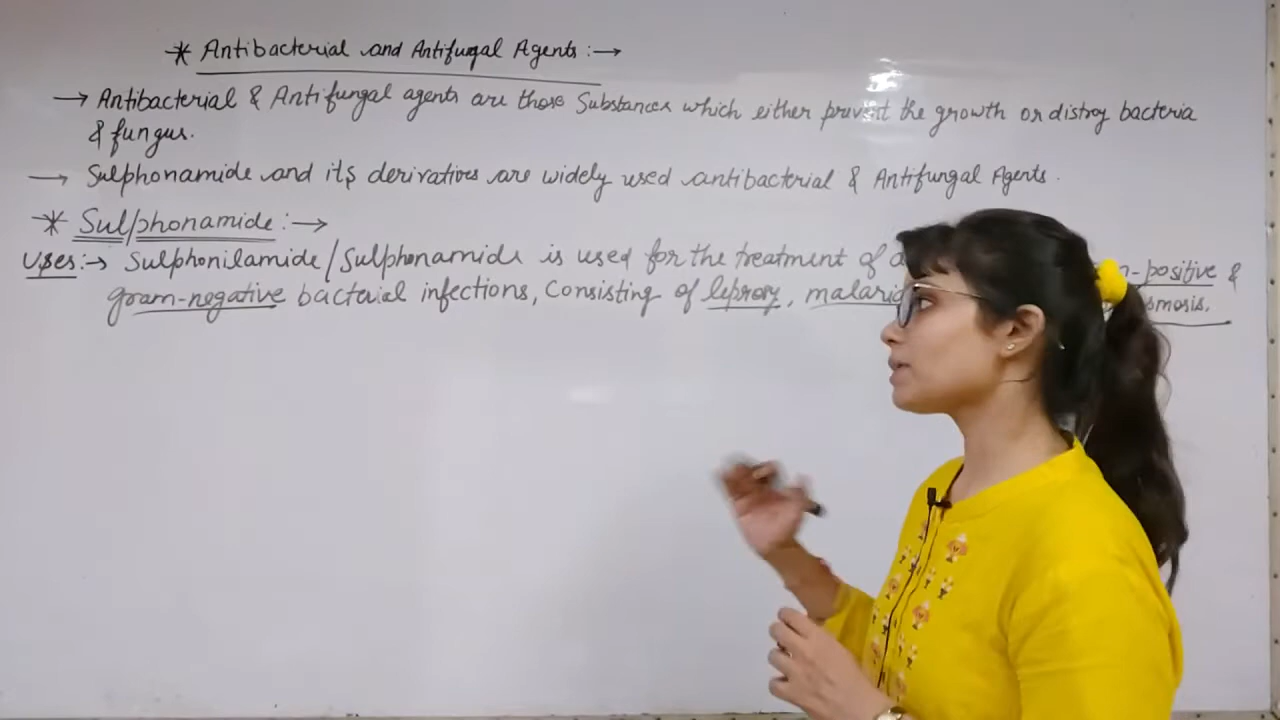 * Antibacterial and Antifungal Agents :→
→ Antibacterial & Antifungal agents are those Substances which either prevent the growth or distroy bacteria
& fungus.
→ Sulphonamide and its derivatives are widely used antibacterial & Antifungal Agents.
* Sulphonamide :→
Uses :→ Sulphonilamide/Sulphonamide is used for the treatment of -positive &
gram-negative bacterial infections, Consisting of leprosy, malaria smosis.